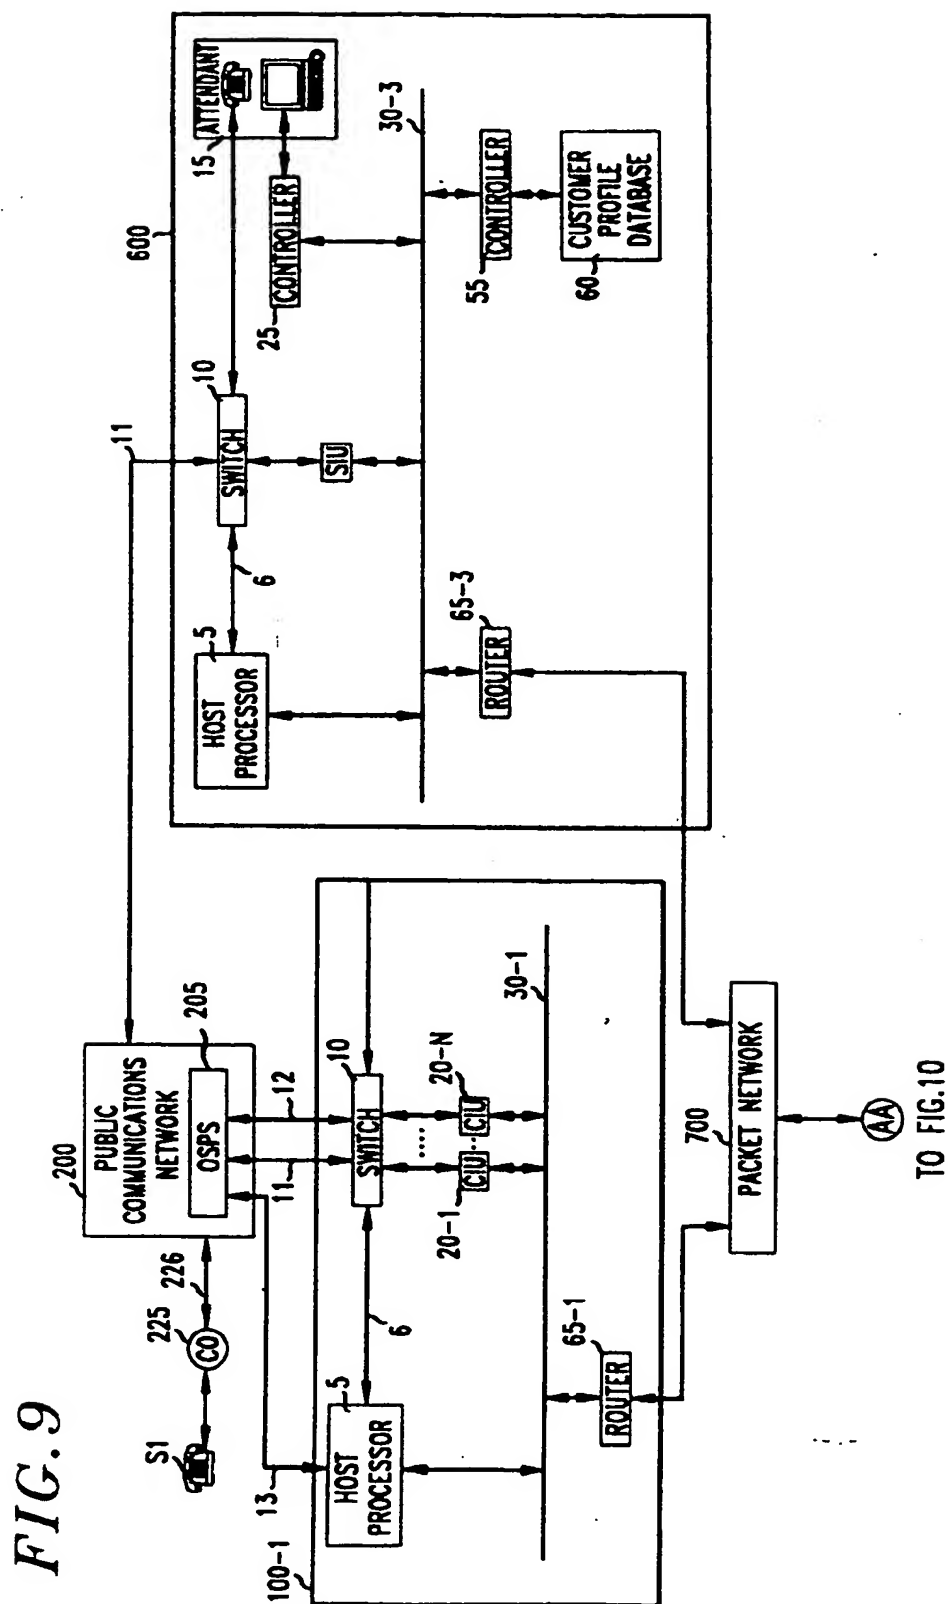 FIG. 9
S1
225
CO
226
200
PUBLIC
COMMUNICATIONS
NETWORK
205
OSPS
13
11
12
11
100-1
5
HOST
PROCESSOR
6
10
SWITCH
20-1
CIU
....
...
20-N
CIU
30-1
65-1
ROUTER
600
5
HOST
PROCESSOR
6
10
SWITCH
SIU
15
ATTENDANT
25
CONTROLLER
30-3
65-3
ROUTER
55
CONTROLLER
60
CUSTOMER
PROFILE
DATABASE
700
PACKET NETWORK
AA
TO FIG.10